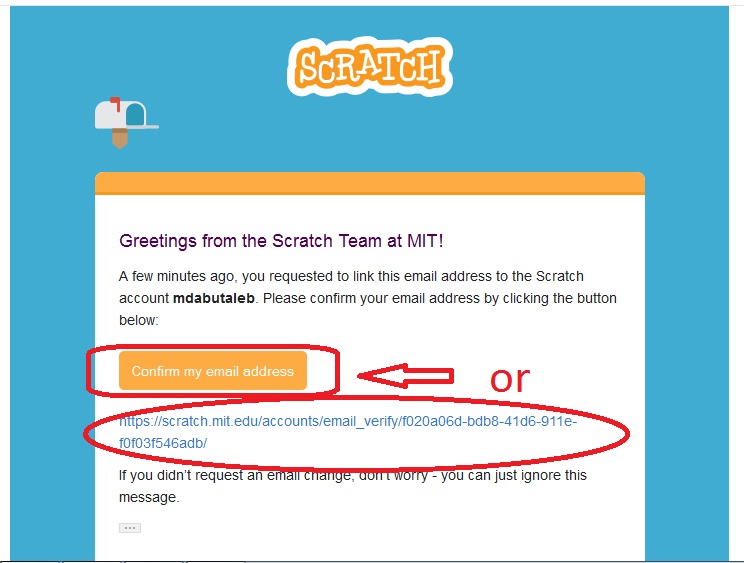 SCRATCH
Greetings from the Scratch Team at MIT!
A few minutes ago, you requested to link this email address to the Scratch
account mdabutaleb. Please confirm your email address by clicking the button
below:
Confirm my email address
or
https://scratch.mit.edu/accounts/email_verify/f020a06d-bdb8-41d6-911e-
f0f03f546adb/
If you didn't request an email change, don't worry - you can just ignore this
message.